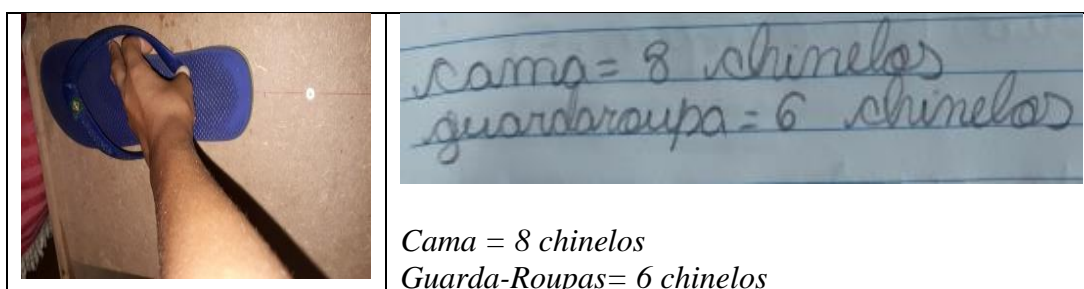 cama = 8 chinelos
guardaroupa = 6 chinelos
Cama = 8 chinelos
Guarda-Roupas= 6 chinelos